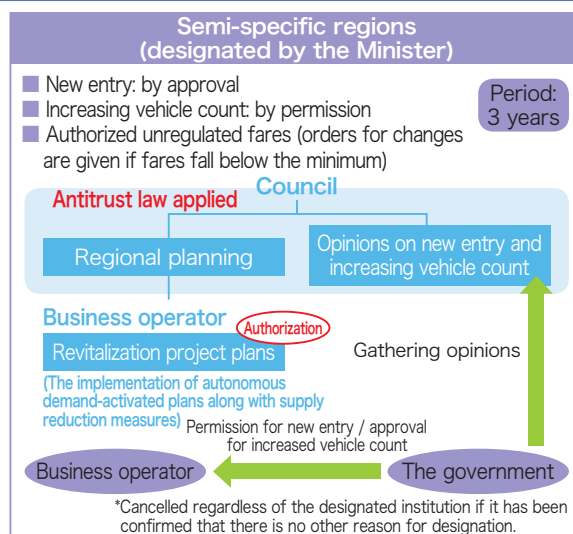 Semi-specific regions
(designated by the Minister)
■ New entry: by approval
■ Increasing vehicle count: by permission
■ Authorized unregulated fares (orders for changes
are given if fares fall below the minimum)
Period:
3 years
Council
Antitrust law applied
Regional planning
Opinions on new entry and
increasing vehicle count
Business operator
Authorization
Revitalization project plans
(The implementation of autonomous
demand-activated plans along with supply
reduction measures)
Gathering opinions
Permission for new entry / approval
for increased vehicle count
Business operator
The government
*Cancelled regardless of the designated institution if it has been
confirmed that there is no other reason for designation.